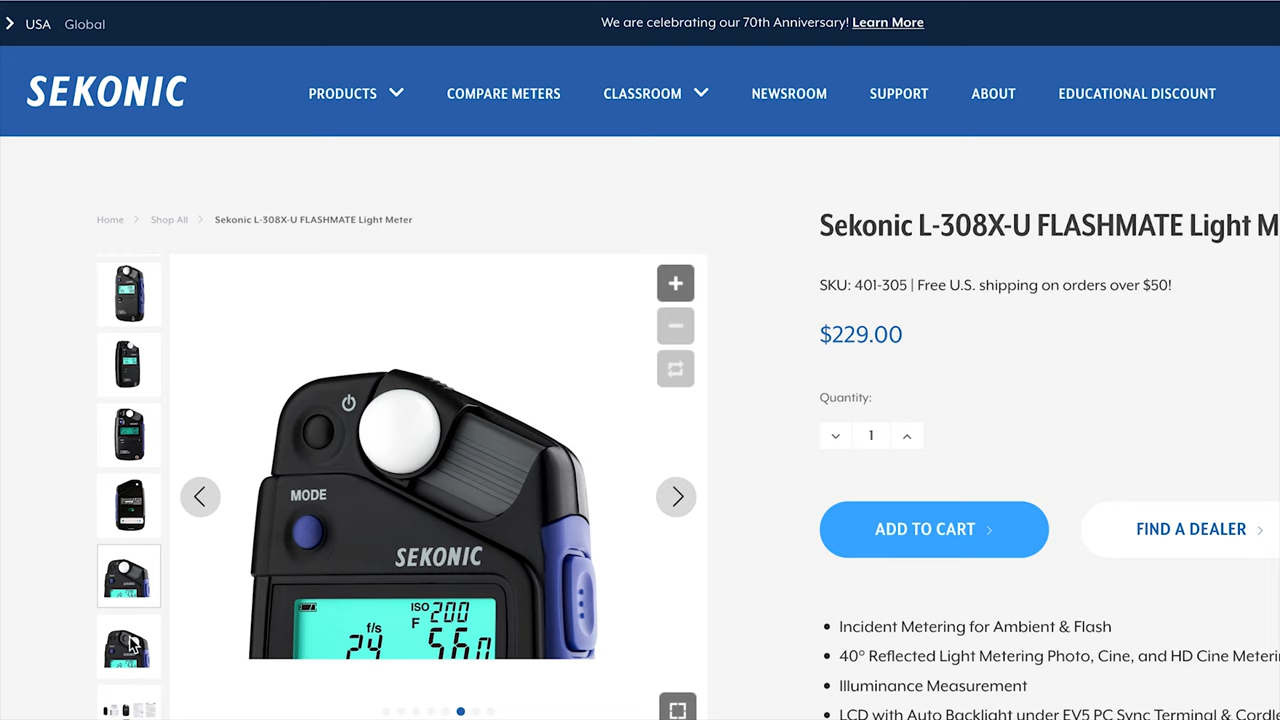 USA Global
We are celebrating our 70th Anniversary! Learn More
SEKONIC
PRODUCTS COMPARE METERS CLASSROOM NEWSROOM SUPPORT ABOUT EDUCATIONAL DISCOUNT
Home Shop All Sekonic L-308X-U FLASHMATE Light Meter
Sekonic L-308X-U FLASHMATE Light M
SKU: 401-305 | Free U.S. shipping on orders over $50!
$229.00
Quantity:
1
ADD TO CART
FIND A DEALER
MODE
SEKONIC
ISO 200
f/s F
24 560
Incident Metering for Ambient & Flash
40° Reflected Light Metering Photo, Cine, and HD Cine Meteri
Illuminance Measurement
LCD with Auto Backlight under EV5 PC Sync Terminal & Cordl